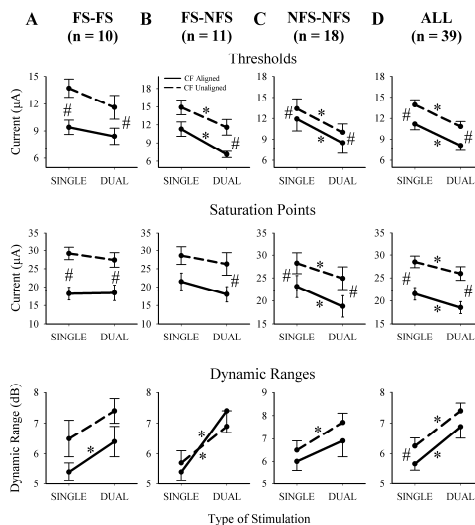 A FS-FS B FS-NFS C NFS-NFS D ALL
(n = 10) (n = 11) (n = 18) (n = 39)
Thresholds
CF Aligned
CF Unaligned
Current (μA)
15 12 9 6
18 15 12 9 6
18 15 12 9 6
15 12 9 6
# # * * # # * * # # * * #
SINGLE DUAL SINGLE DUAL SINGLE DUAL SINGLE DUAL
Saturation Points
Current (μA)
35 30 25 20 15 10
35 30 25 20 15 10
35 30 25 20 15
35 30 25 20 15
# # # * * # # * #
SINGLE DUAL SINGLE DUAL SINGLE DUAL SINGLE DUAL
Dynamic Ranges
Dynamic Range (dB)
8 7 6 5
8 7 6 5
9 8 7 6 5
8 7 6 5
* * * * # * *
SINGLE DUAL SINGLE DUAL SINGLE DUAL SINGLE DUAL
Type of Stimulation